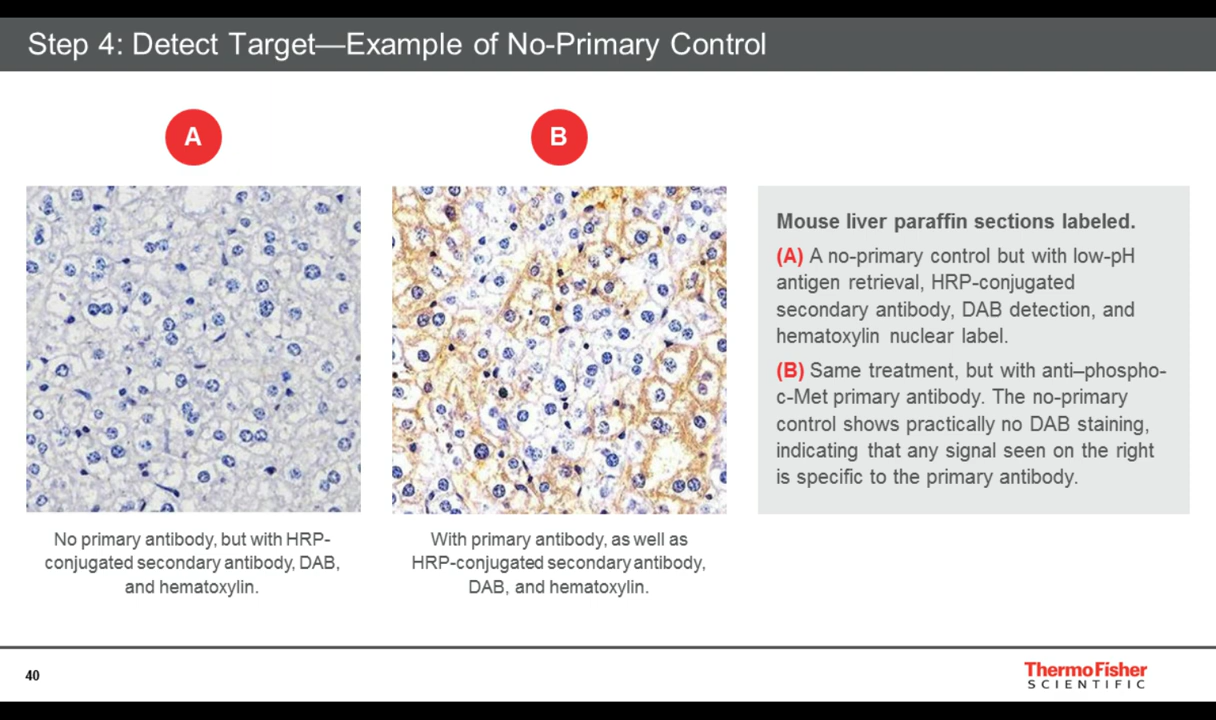 Step 4: Detect Target—Example of No-Primary Control
A
B
No primary antibody, but with HRP-
conjugated secondary antibody, DAB,
and hematoxylin.
With primary antibody, as well as
HRP-conjugated secondary antibody,
DAB, and hematoxylin.
Mouse liver paraffin sections labeled.
(A) A no-primary control but with low-pH
antigen retrieval, HRP-conjugated
secondary antibody, DAB detection, and
hematoxylin nuclear label.
(B) Same treatment, but with anti–phospho-
c-Met primary antibody. The no-primary
control shows practically no DAB staining,
indicating that any signal seen on the right
is specific to the primary antibody.
40
ThermoFisher
SCIENTIFIC